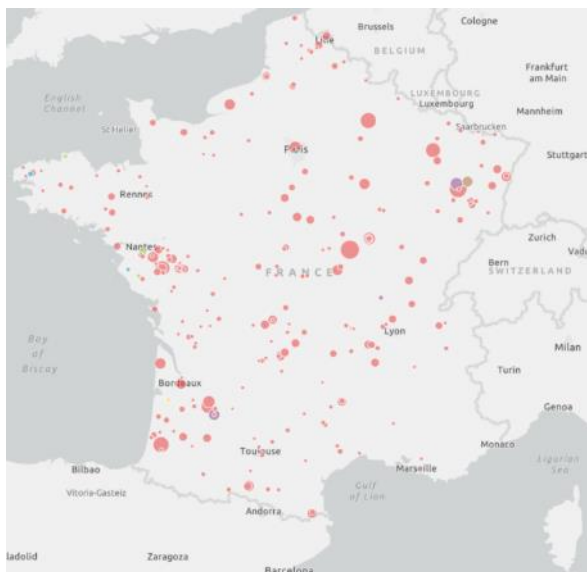 Brussels
Cologne
Lille
BELGIUM
Frankfurt
am Main
English
Channel
LUXEMBOURG
Luxembourg
Mannheim
St Helier
Saarbrucken
Paris
Stuttgart
Rennes
Nantes
Zurich
Bern
SWITZERLAND
FRANCE
Bay
of
Biscay
Lyon
Milan
Turin
Bordeaux
Genoa
Monaco
Ligurian
Sea
Toulouse
Marseille
Bilbao
Gulf
of Lion
Vitoria-Gasteiz
Andorra
ladolid
Zaragoza
Barcelona